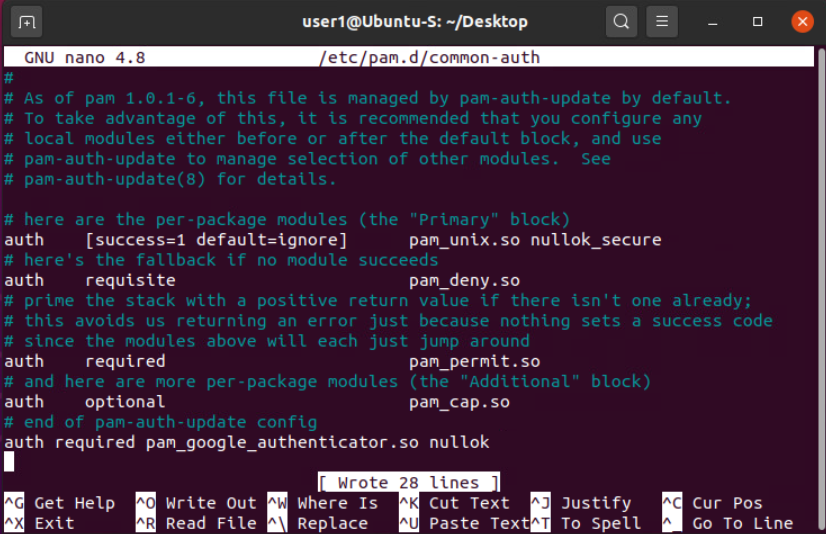 user1@Ubuntu-S: ~/Desktop
GNU nano 4.8 /etc/pam.d/common-auth
#
# As of pam 1.0.1-6, this file is managed by pam-auth-update by default.
# To take advantage of this, it is recommended that you configure any
# local modules either before or after the default block, and use
# pam-auth-update to manage selection of other modules.  See
# pam-auth-update(8) for details.
# here are the per-package modules (the "Primary" block)
auth    [success=1 default=ignore]      pam_unix.so nullok_secure
# here's the fallback if no module succeeds
auth    requisite                       pam_deny.so
# prime the stack with a positive return value if there isn't one already;
# this avoids us returning an error just because nothing sets a success code
# since the modules above will each just jump around
auth    required                        pam_permit.so
# and here are more per-package modules (the "Additional" block)
auth    optional                        pam_cap.so
# end of pam-auth-update config
auth required pam_google_authenticator.so nullok
[ Wrote 28 lines ]
^G Get Help ^O Write Out ^W Where Is ^K Cut Text ^J Justify ^C Cur Pos
^X Exit ^R Read File ^\ Replace ^U Paste Text ^T To Spell ^_ Go To Line